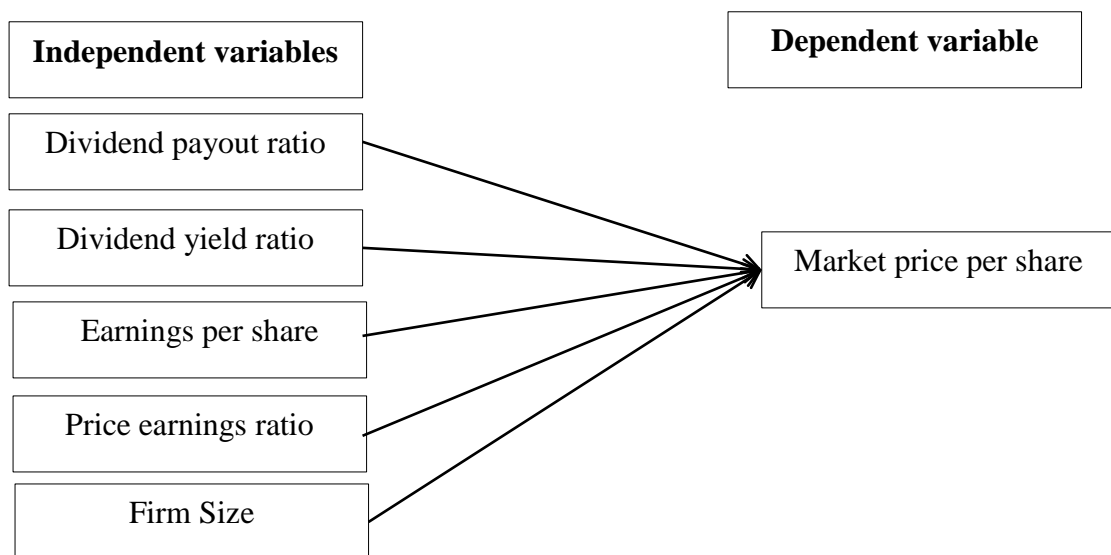 Independent variables
Dependent variable
Dividend payout ratio
Dividend yield ratio
Market price per share
Earnings per share
Price earnings ratio
Firm Size